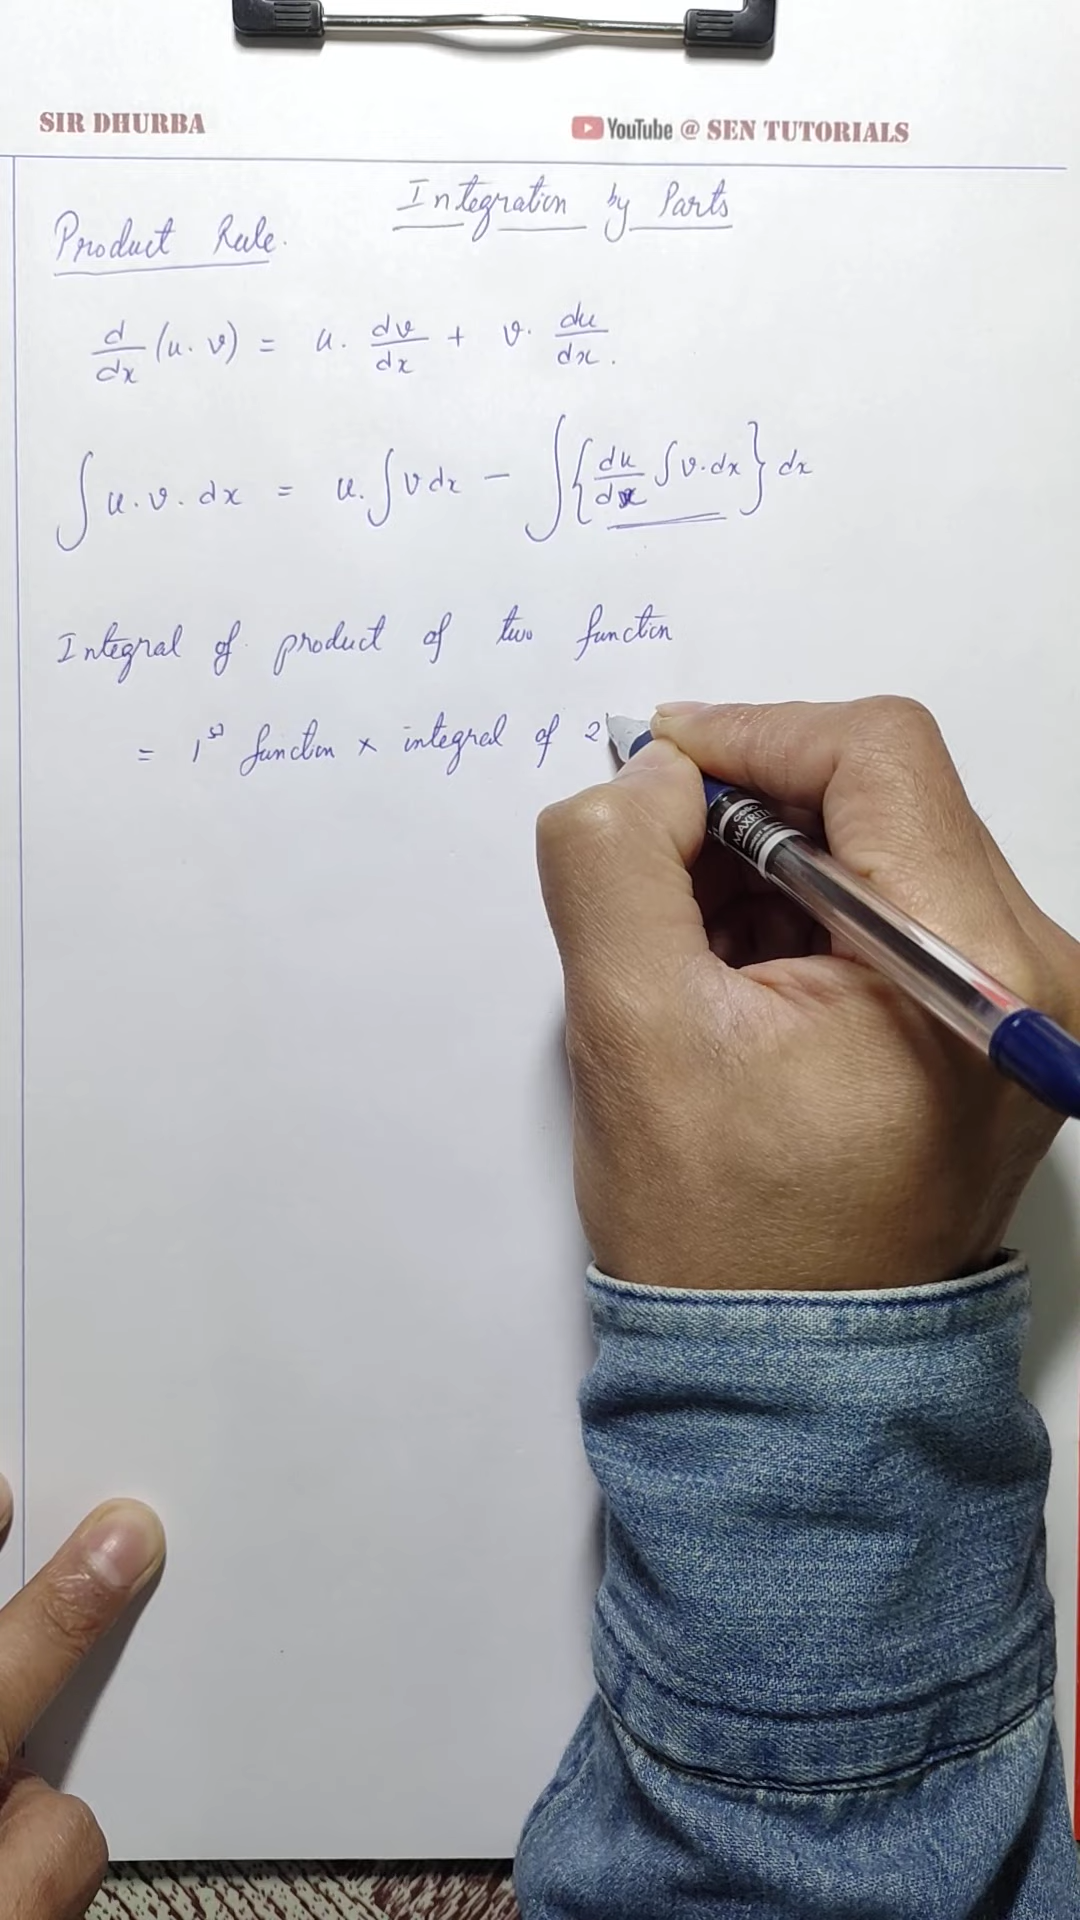 SIR DHURBA
YouTube @ SEN TUTORIALS
Integration by Parts
Product Rule.
d/dx (u. v) = u. dv/dx + v. du/dx.
∫ u. v. dx = u. ∫ v dx − ∫ { du/dx ∫ v. dx } dx
Integral of product of two function
= 1st function × integral of 2